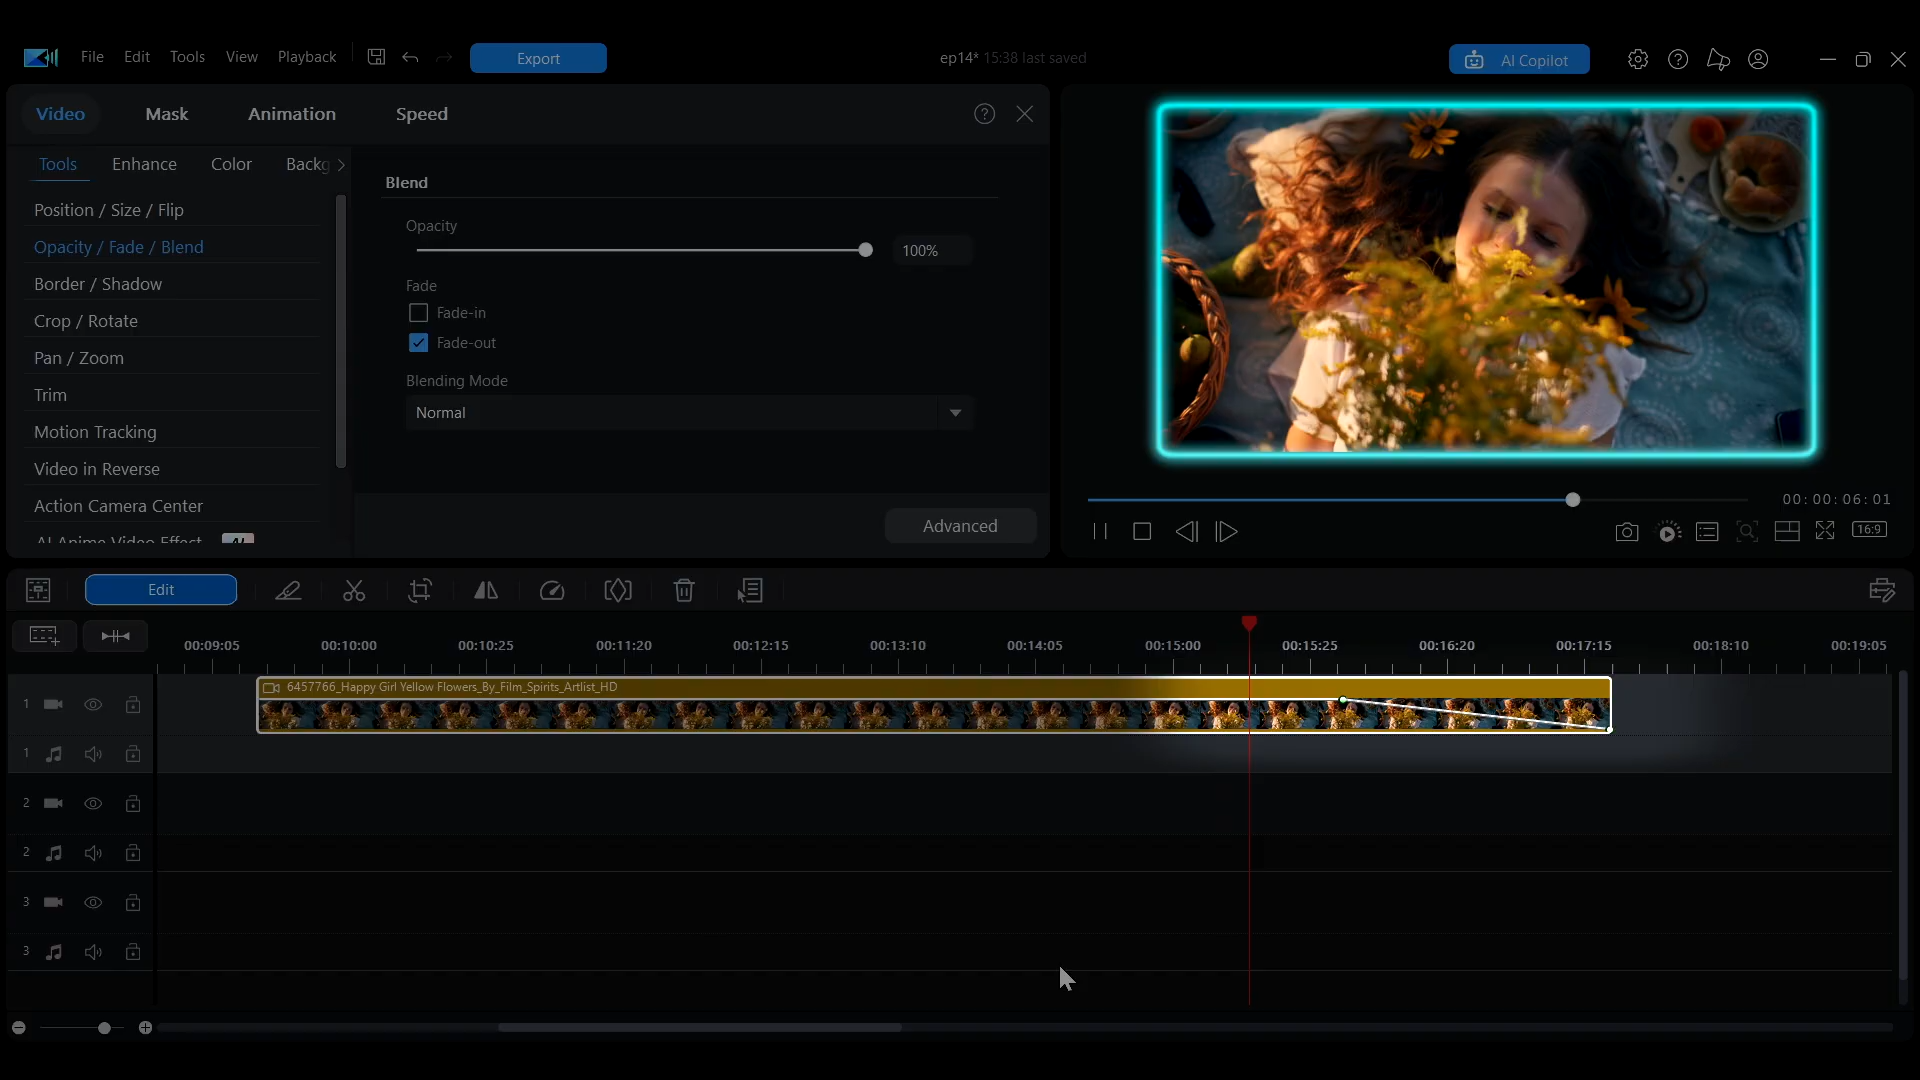 File Edit Tools View Playback Export ep14* 15:38 last saved AI Copilot
Video Mask Animation Speed
Tools Enhance Color Backg
Position / Size / Flip
Opacity / Fade / Blend
Border / Shadow
Crop / Rotate
Pan / Zoom
Trim
Motion Tracking
Video in Reverse
Action Camera Center
AI Anime Video Effect AI
Blend
Opacity
100%
Fade
Fade-in
Fade-out
Blending Mode
Normal
Advanced
00:00:06:01
16:9
Edit
00:09:05 00:10:00 00:10:25 00:11:20 00:12:15 00:13:10 00:14:05 00:15:00 00:15:25 00:16:20 00:17:15 00:18:10 00:19:05
1 6457766_Happy Girl Yellow Flowers_By_Film_Spirits_Artlist_HD
1
2
2
3
3